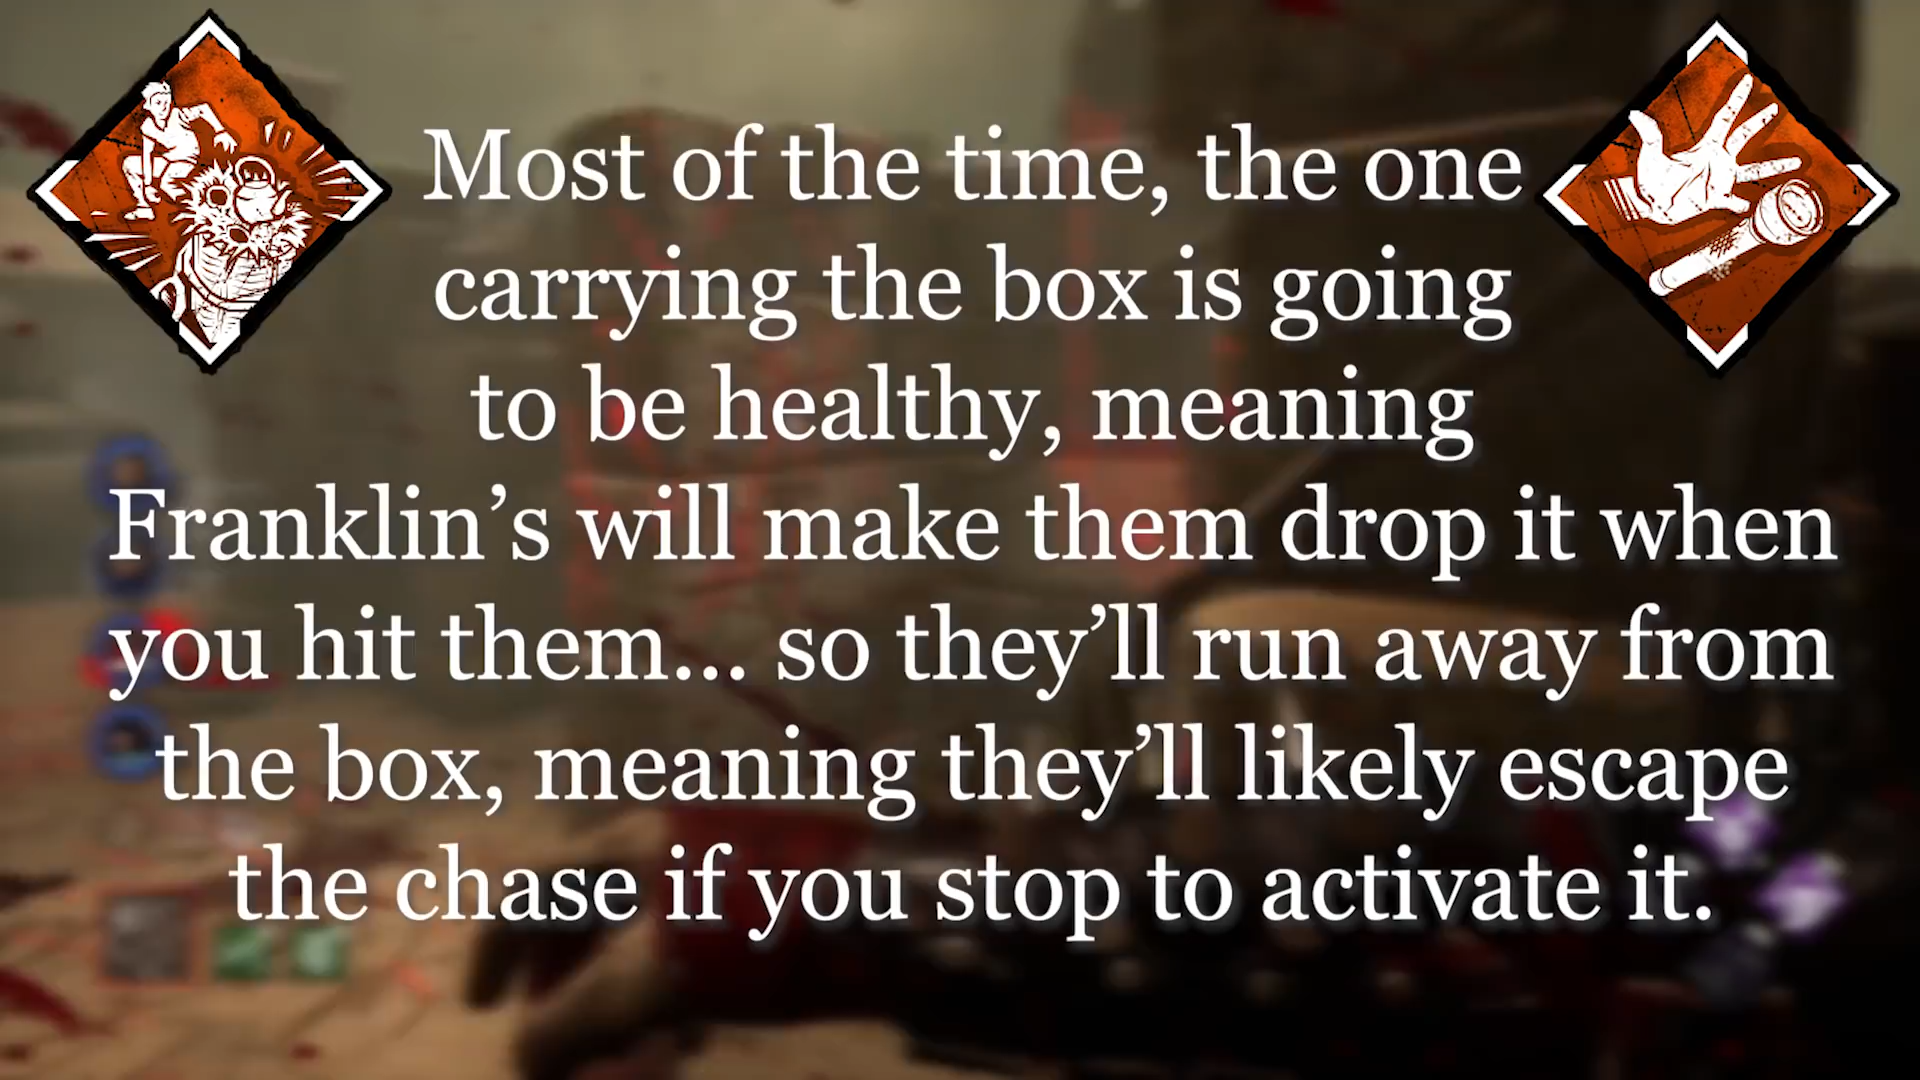 Most of the time, the one
carrying the box is going
to be healthy, meaning
Franklin’s will make them drop it when
you hit them... so they’ll run away from
the box, meaning they’ll likely escape
the chase if you stop to activate it.